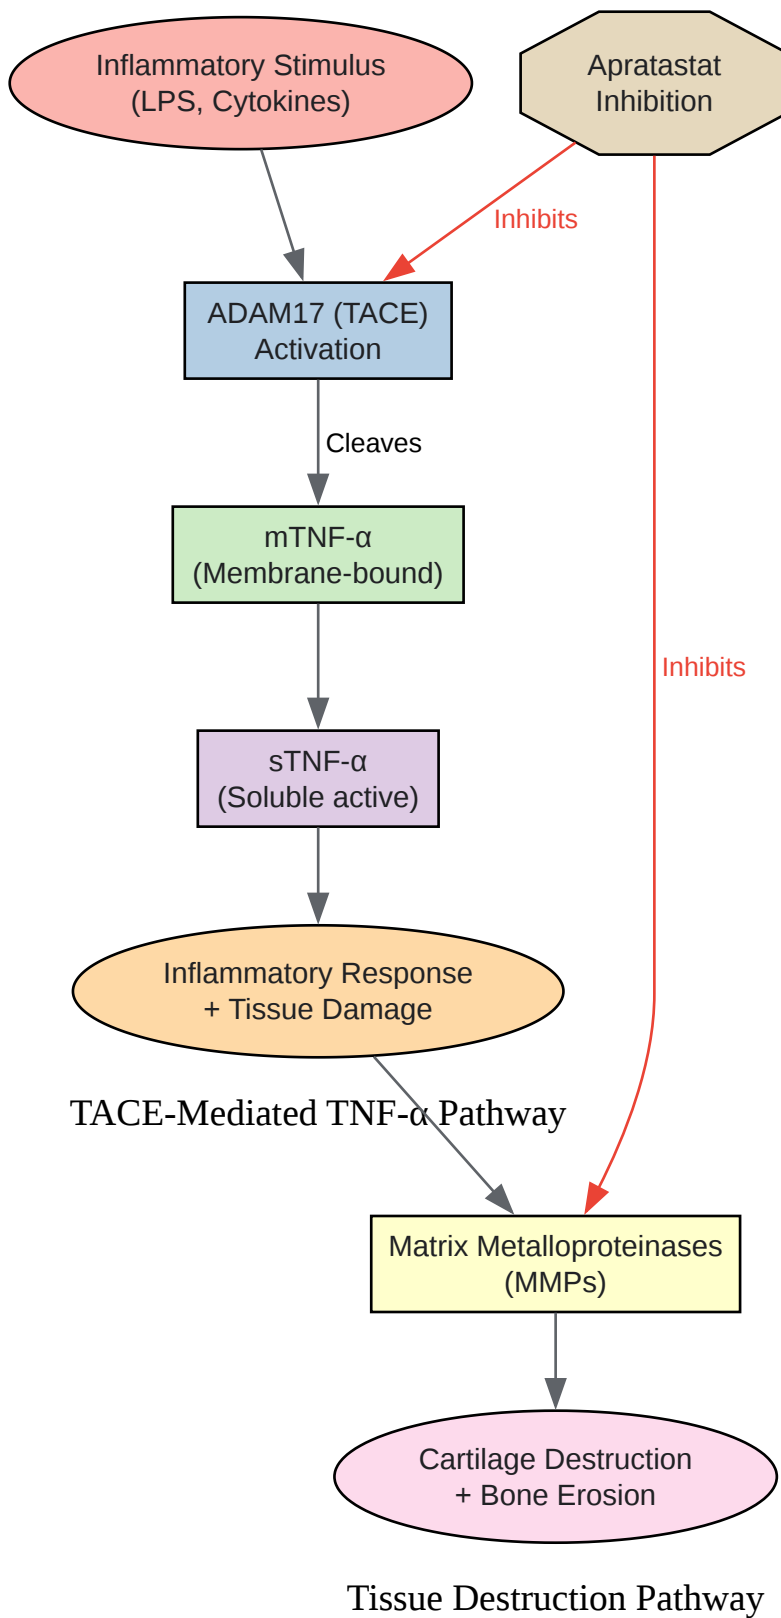 Inflammatory Stimulus
(LPS, Cytokines)
Apratastat
Inhibition
Inhibits
ADAM17 (TACE)
Activation
Cleaves
mTNF-α
(Membrane-bound)
Inhibits
sTNF-α
(Soluble active)
Inflammatory Response
+ Tissue Damage
TACE-Mediated TNF-α Pathway
Matrix Metalloproteinases
(MMPs)
Cartilage Destruction
+ Bone Erosion
Tissue Destruction Pathway